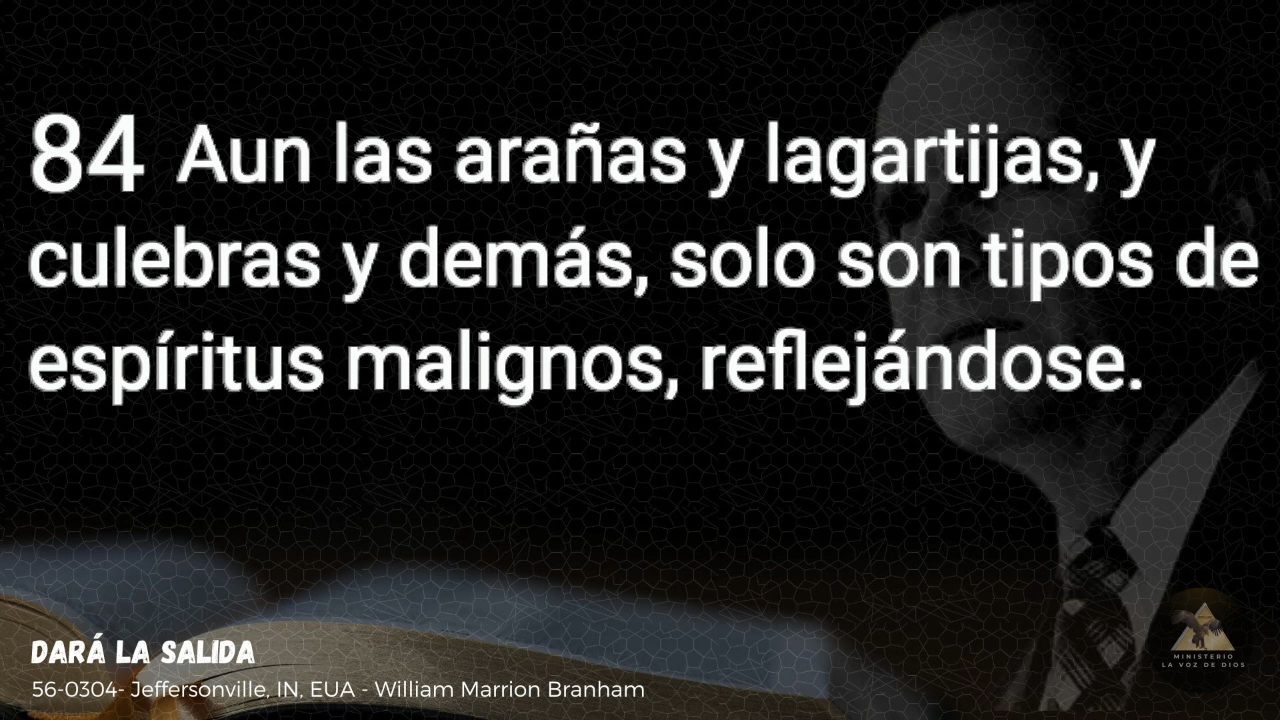 84 Aun las arañas y lagartijas, y
culebras y demás, solo son tipos de
espíritus malignos, reflejándose.
DARÁ LA SALIDA
56-0304- Jeffersonville, IN, EUA - William Marrion Branham
MINISTERIO
LA VOZ DE DIOS